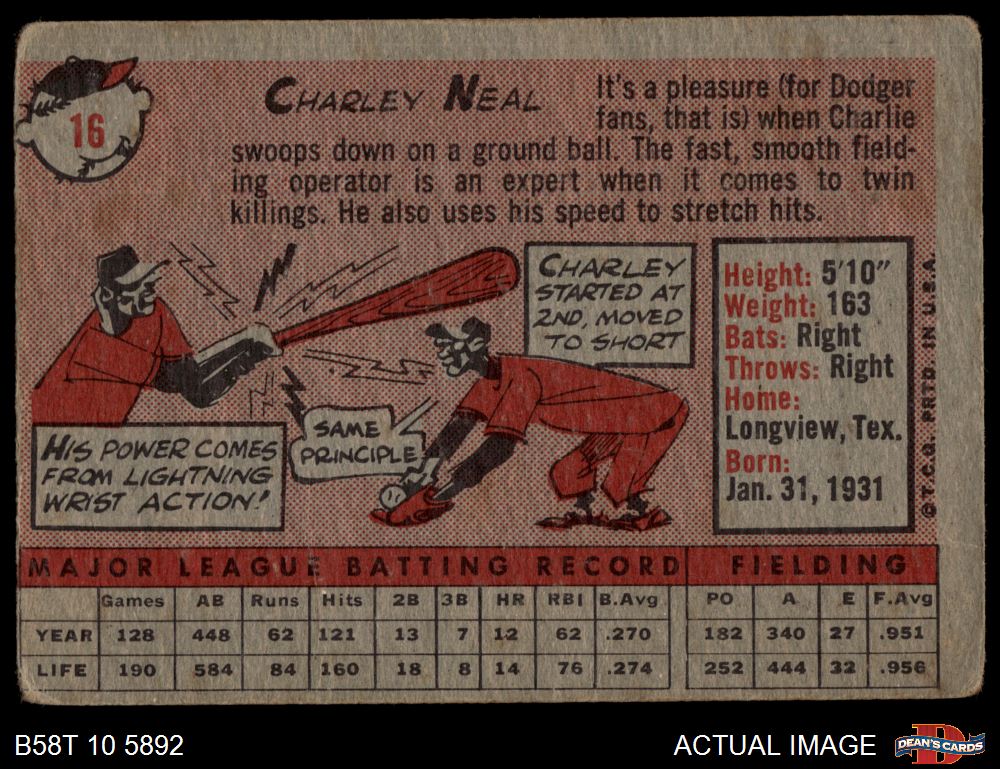 16
CHARLEY NEAL
It's a pleasure (for Dodger
fans, that is) when Charlie
swoops down on a ground ball. The fast, smooth field-
ing operator is an expert when it comes to twin
killings. He also uses his speed to stretch hits.
CHARLEY
STARTED AT
2ND, MOVED
TO SHORT
HIS POWER COMES
FROM LIGHTNING
WRIST ACTION!
SAME
PRINCIPLE
Height: 5'10"
Weight: 163
Bats: Right
Throws: Right
Home:
Longview, Tex.
Born:
Jan. 31, 1931
© T.C.G. PRTD. IN U.S.A.
MAJOR LEAGUE BATTING RECORD FIELDING
Games AB Runs Hits 2B 3B HR RBI B.Avg PO A E F.Avg
YEAR 128 448 62 121 13 7 12 62 .270 182 340 27 .951
LIFE 190 584 84 160 18 8 14 76 .274 252 444 32 .956
B58T 10 5892
ACTUAL IMAGE
D
DEAN'S CARDS